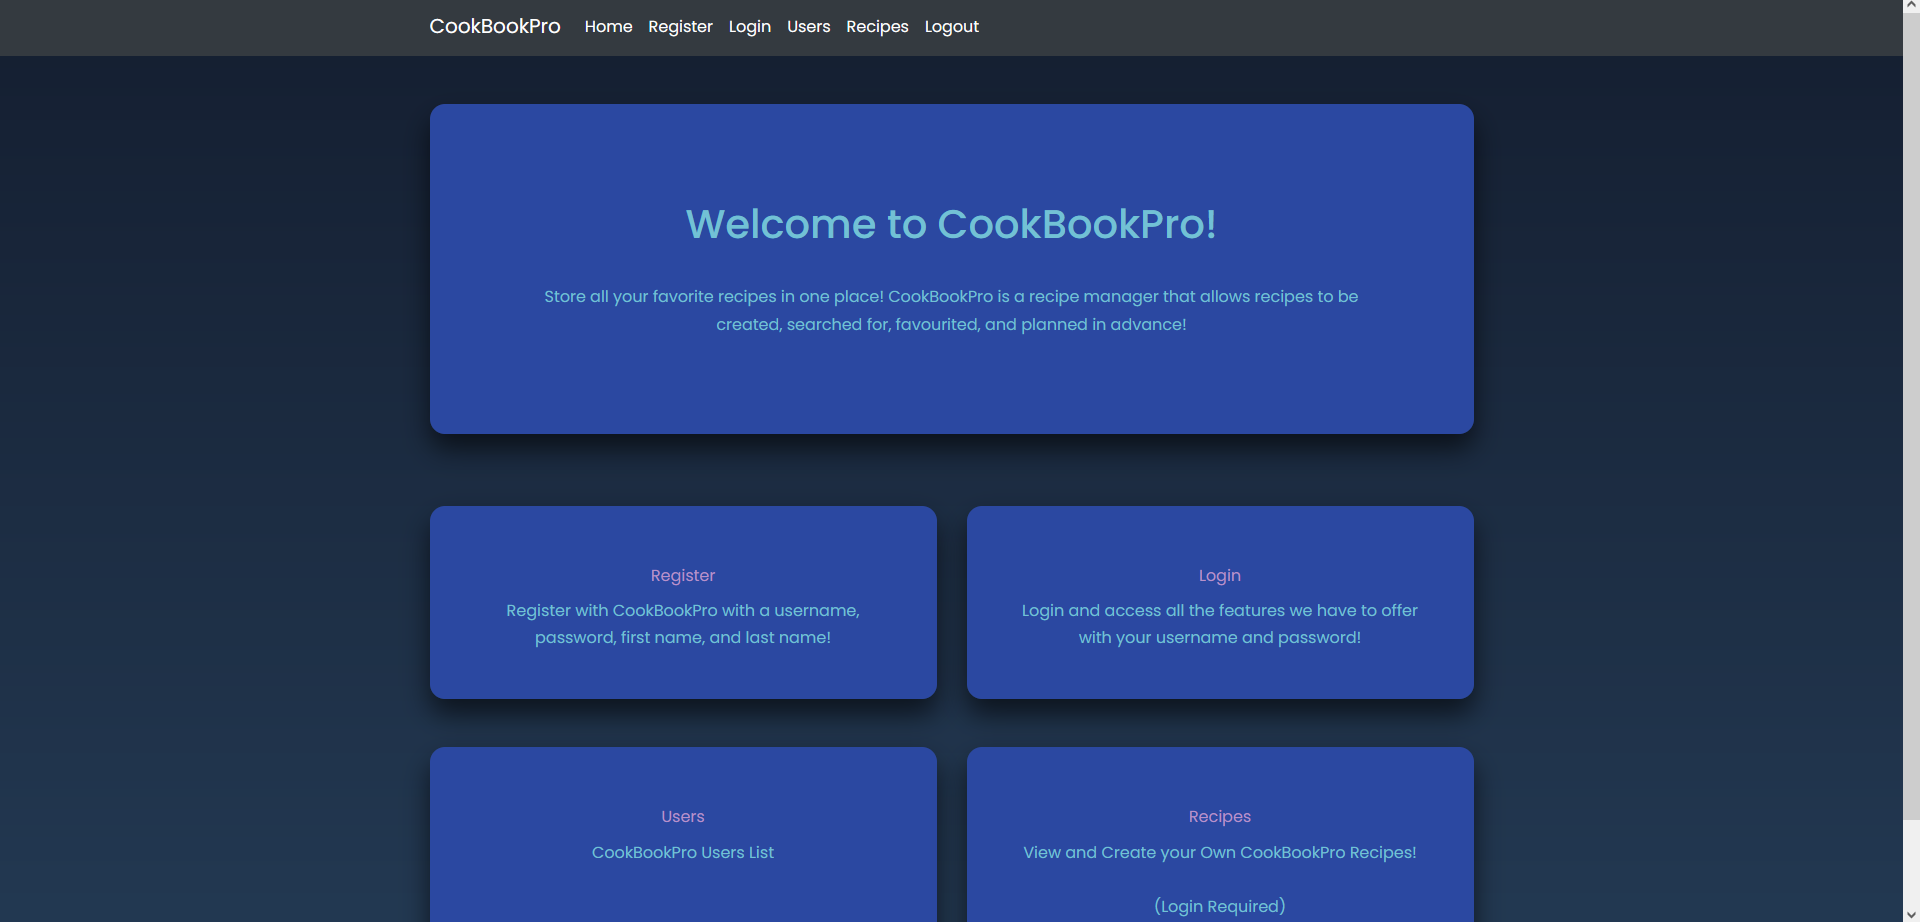 CookBookPro Home Register Login Users Recipes Logout
Welcome to CookBookPro!
Store all your favorite recipes in one place! CookBookPro is a recipe manager that allows recipes to be
created, searched for, favourited, and planned in advance!
Register
Register with CookBookPro with a username,
password, first name, and last name!
Login
Login and access all the features we have to offer
with your username and password!
Users
CookBookPro Users List
Recipes
View and Create your Own CookBookPro Recipes!
(Login Required)